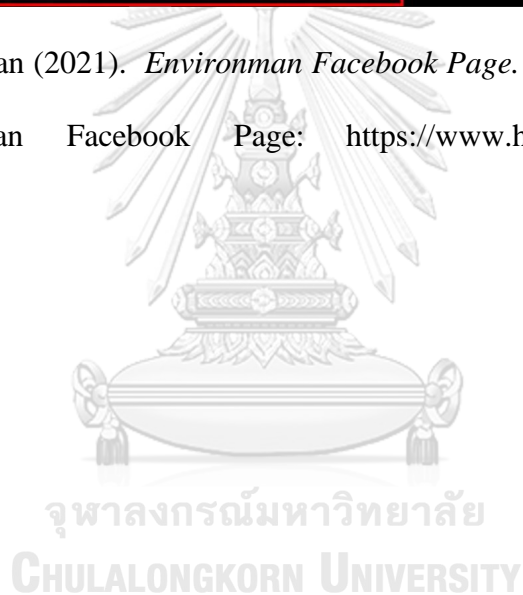 an (2021). Environman Facebook Page.
an Facebook Page: https://www.h
จุฬาลงกรณ์มหาวิทยาลัย
CHULALONGKORN UNIVERSITY